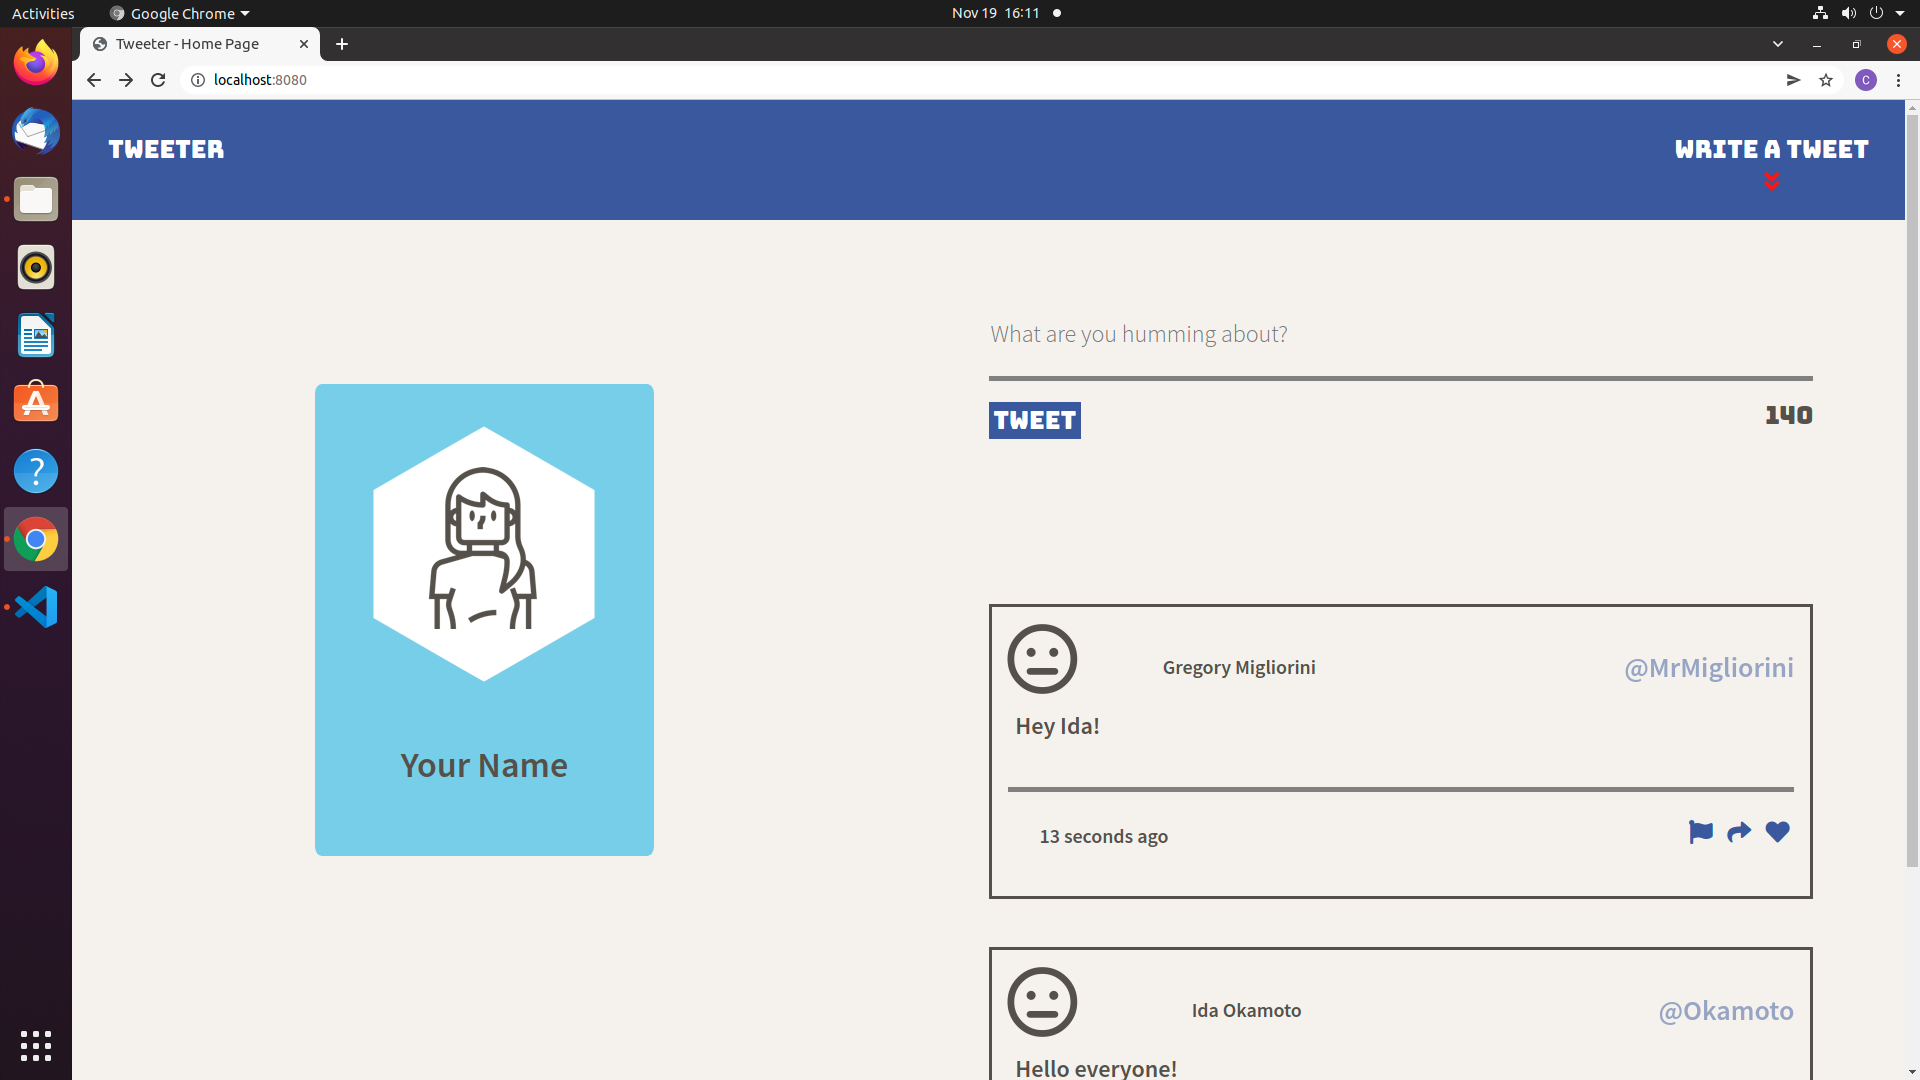 Activities
Google Chrome
Nov 19 16:11
Tweeter - Home Page
localhost:8080
C
TWEETER
WRITE A TWEET
What are you humming about?
TWEET
140
Your Name
Gregory Migliorini
@MrMigliorini
Hey Ida!
13 seconds ago
Ida Okamoto
@Okamoto
Hello everyone!